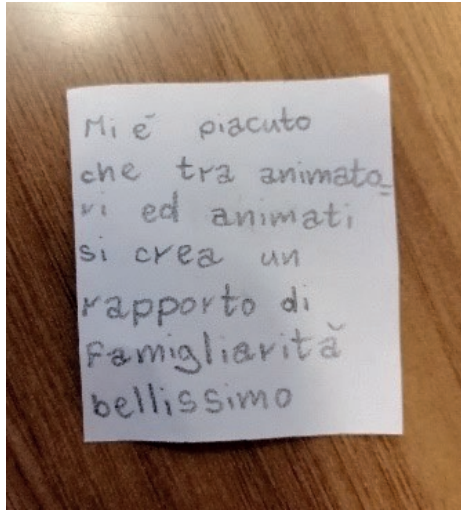 Mi è piacuto
che tra animato=
ri ed animati
si crea un
rapporto di
Famigliarità
bellissimo